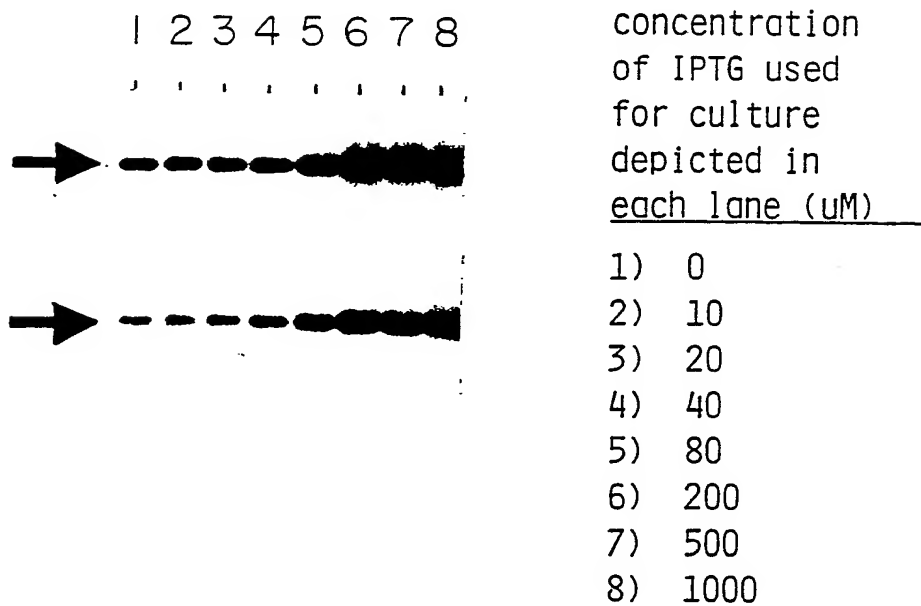 1 2 3 4 5 6 7 8
concentration
of IPTG used
for culture
depicted in
each lane (uM)
1) 0
2) 10
3) 20
4) 40
5) 80
6) 200
7) 500
8) 1000